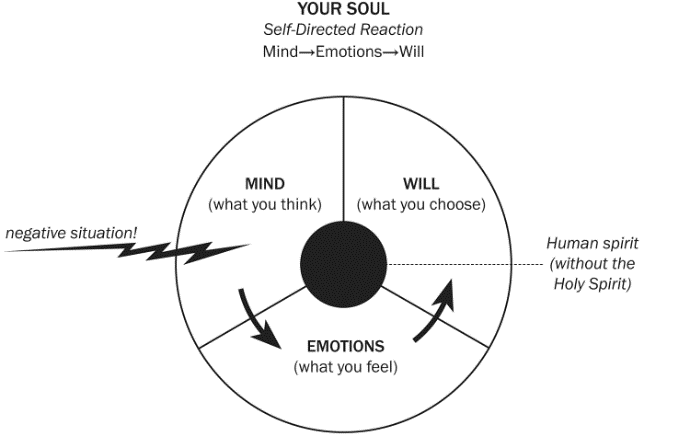 YOUR SOUL
Self-Directed Reaction
Mind→Emotions→Will
MIND
(what you think)
WILL
(what you choose)
negative situation!
Human spirit
(without the
Holy Spirit)
EMOTIONS
(what you feel)